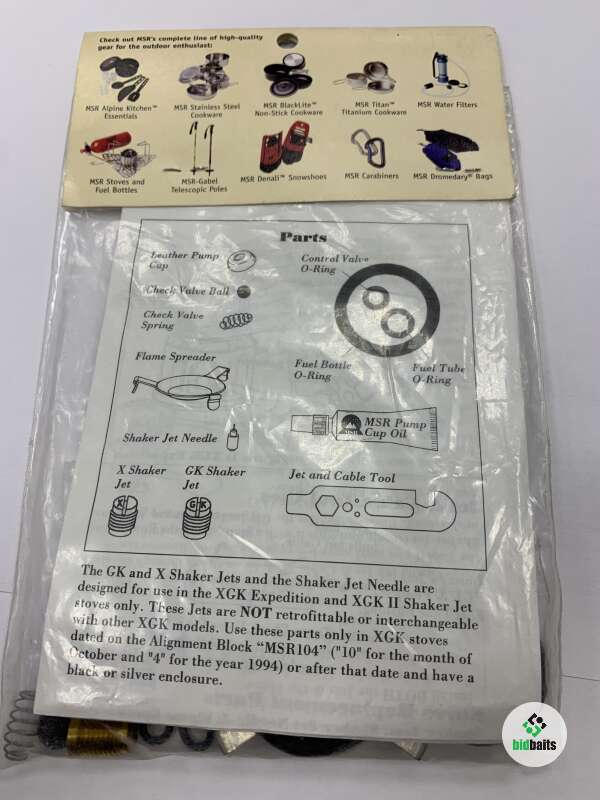 Check out MSR's complete line of high-quality
gear for the outdoor enthusiast:
MSR Alpine Kitchen™
Essentials
MSR Stainless Steel
Cookware
MSR BlackLite™
Non-Stick Cookware
MSR Titan™
Titanium Cookware
MSR Water Filters
MSR Stoves and
Fuel Bottles
MSR-Gabel
Telescopic Poles
MSR Denali™ Snowshoes
MSR Carabiners
MSR Dromedary® Bags
Parts
Leather Pump
Cup
Control Valve
O-Ring
Check Valve Ball
Check Valve
Spring
Flame Spreader
Fuel Bottle
O-Ring
Fuel Tube
O-Ring
Shaker Jet Needle
MSR Pump
Cup Oil
X Shaker
Jet
GK Shaker
Jet
Jet and Cable Tool
X
G K
The GK and X Shaker Jets and the Shaker Jet Needle are
designed for use in the XGK Expedition and XGK II Shaker Jet
stoves only. These Jets are NOT retrofittable or interchangeable
with other XGK models. Use these parts only in XGK stoves
dated on the Alignment Block “MSR104” ("10" for the month of
October and "4" for the year 1994) or after that date and have a
black or silver enclosure.
bidbaits